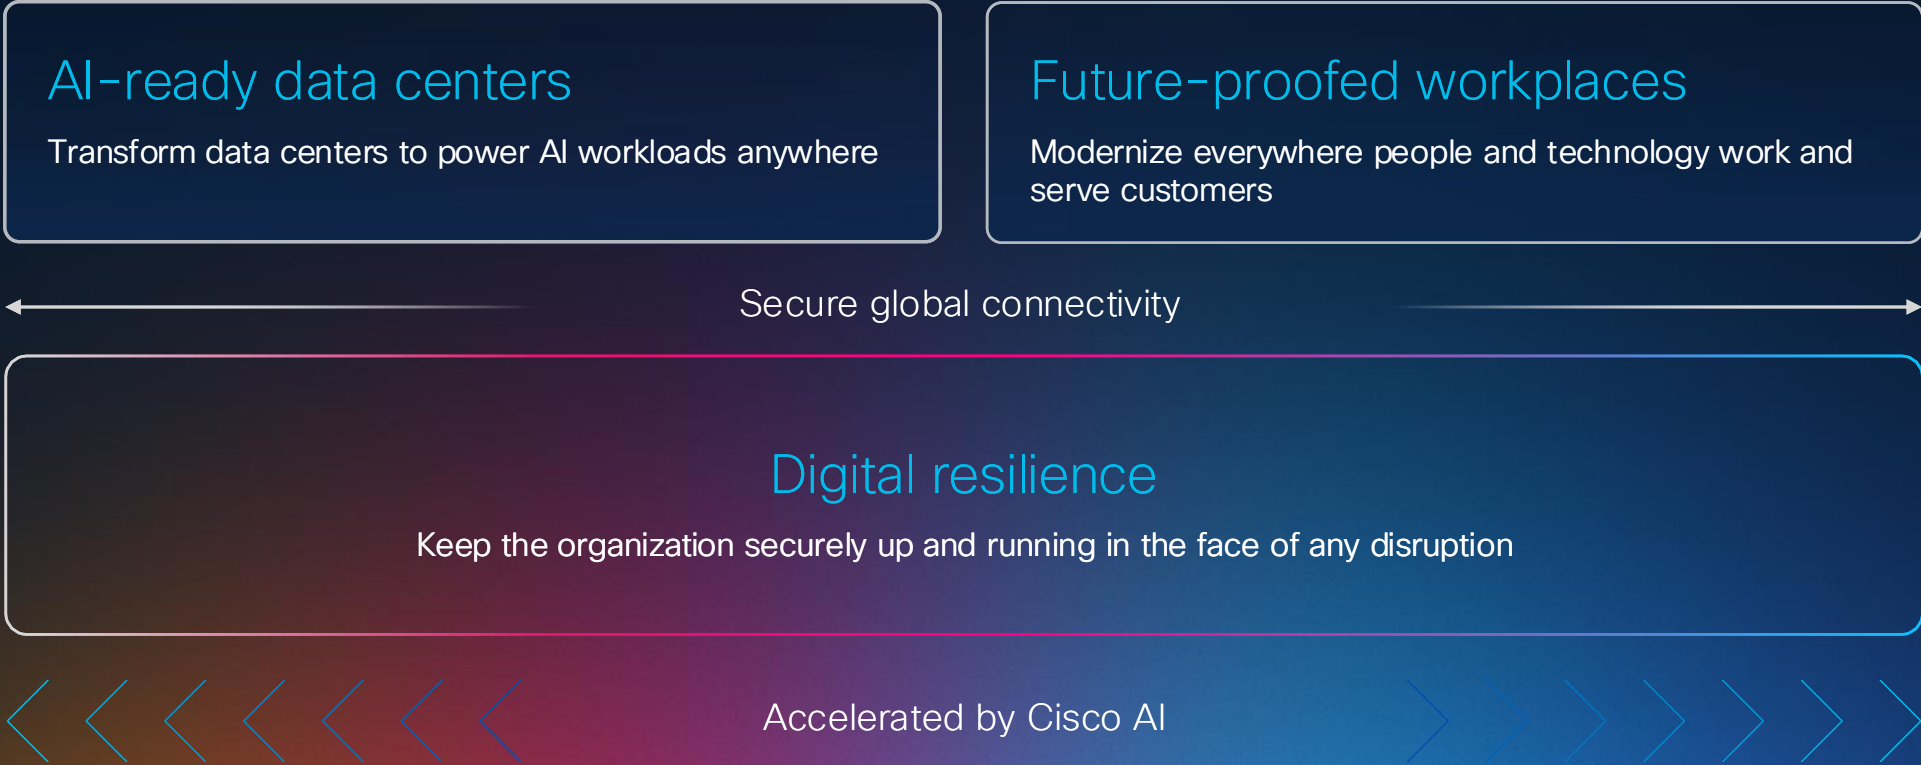 AI-ready data centers
Transform data centers to power AI workloads anywhere
Future-proofed workplaces
Modernize everywhere people and technology work and
serve customers
Secure global connectivity
Digital resilience
Keep the organization securely up and running in the face of any disruption
Accelerated by Cisco AI